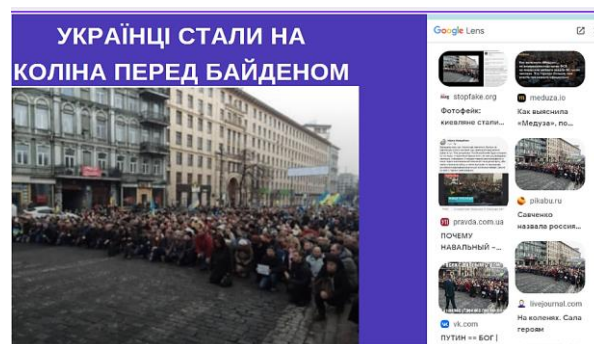 УКРАЇНЦІ СТАЛИ НА
КОЛІНА ПЕРЕД БАЙДЕНОМ
Google Lens
stopfake.org
Фотофейк:
киевляне стали...
meduza.io
Как выяснила
«Медуза», по...
pravda.com.ua
ПОЧЕМУ
НАВАЛЬНЫЙ –...
pikabu.ru
Савченко
назвала россия...
vk.com
ПУТИН == БОГ |
livejournal.com
На коленях. Сала
героям